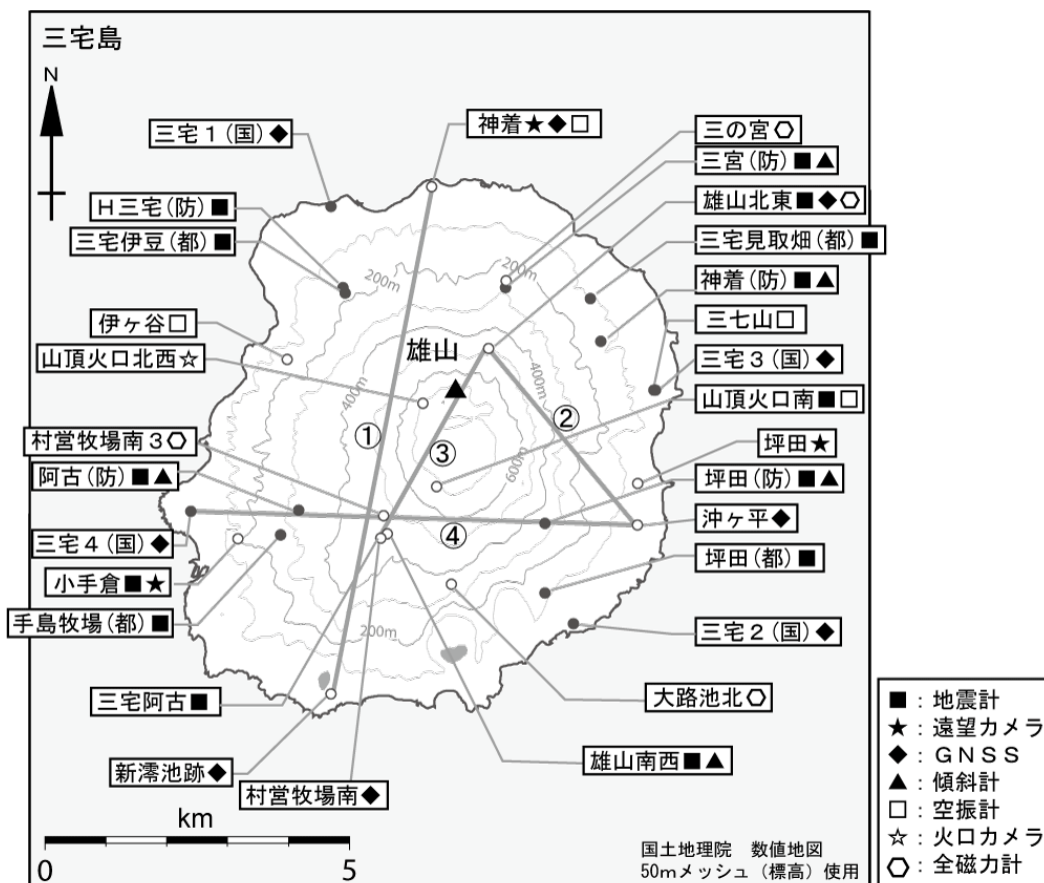 三宅島
N
三宅１(国)◆
神着★◆□
三の宮⬡
三宮(防)■▲
H三宅(防)■
雄山北東■◆⬡
三宅伊豆(都)■
三宅見取畑(都)■
神着(防)■▲
伊ヶ谷□
三七山□
山頂火口北西☆
雄山
三宅３(国)◆
山頂火口南■□
200m
200m
400m
400m
600m
200m
①
②
③
④
村営牧場南３⬡
坪田★
阿古(防)■▲
坪田(防)■▲
三宅４(国)◆
沖ヶ平◆
小手倉■★
坪田(都)■
手島牧場(都)■
三宅２(国)◆
三宅阿古■
大路池北⬡
新澪池跡◆
雄山南西■▲
村営牧場南◆
km
0
5
国土地理院　数値地図
50mメッシュ（標高）使用
■：地震計
★：遠望カメラ
◆：ＧＮＳＳ
▲：傾斜計
□：空振計
☆：火口カメラ
⬡：全磁力計